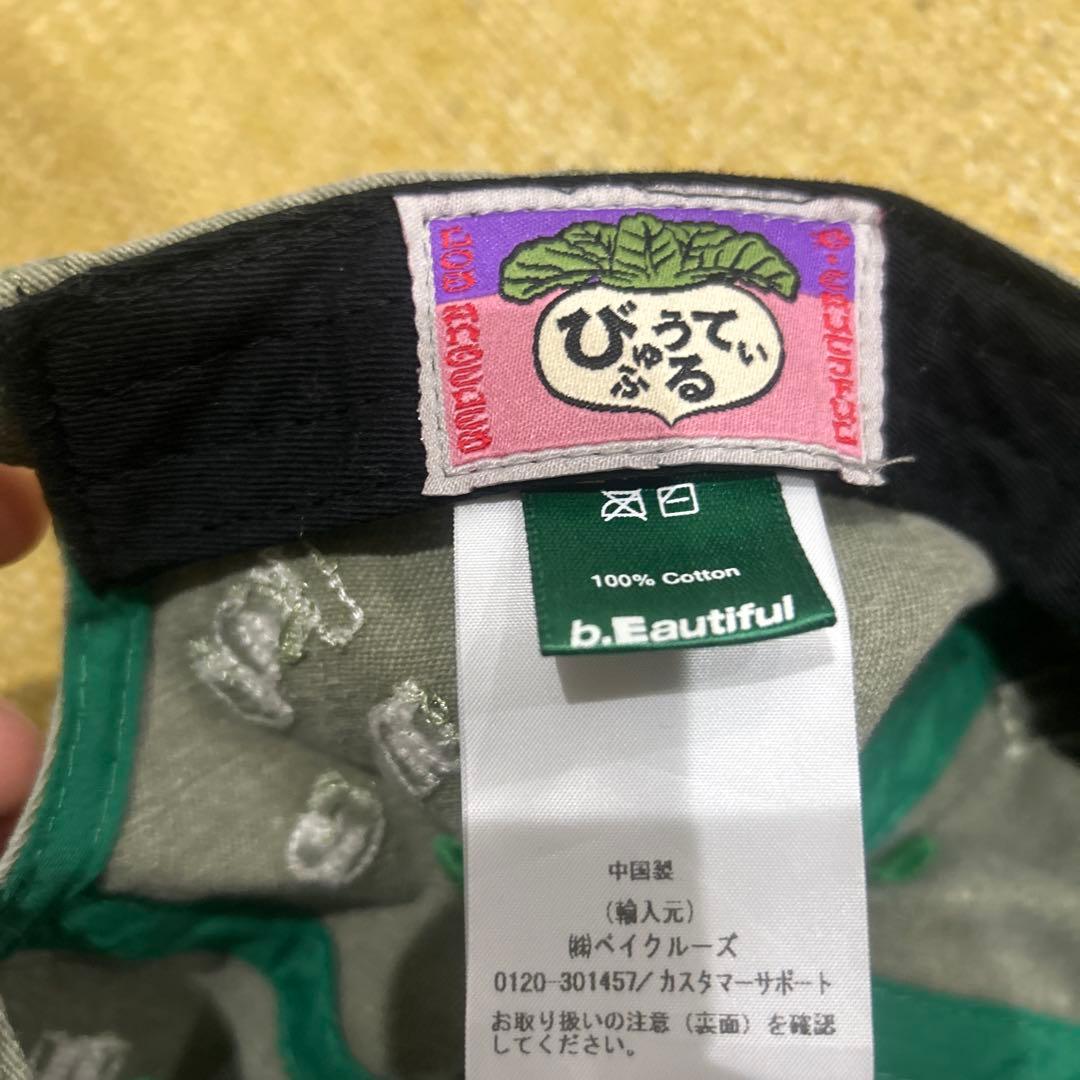 びゅうてぃ
ふる
100% Cotton
b.Eautiful
中国製
(輸入元)
㈱ベイクルーズ
0120-301457/カスタマーサポート
お取り扱いの注意(裏面)を確認
してください。